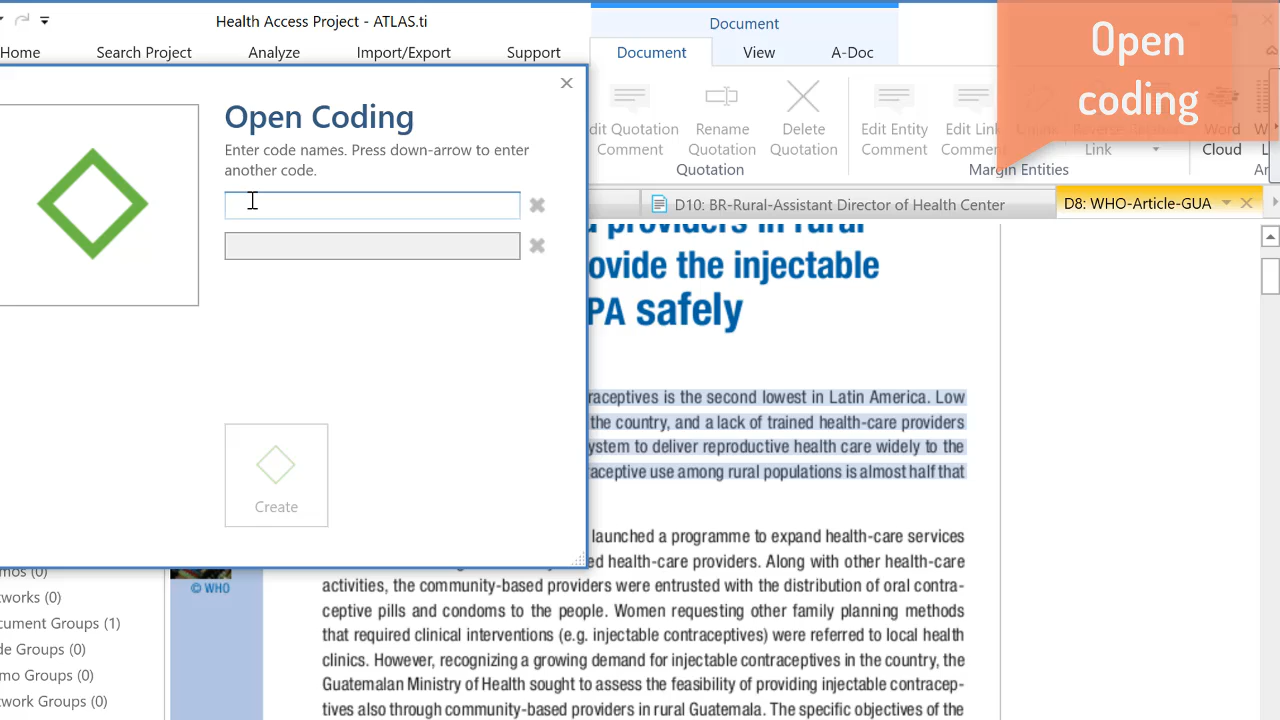 Health Access Project - ATLAS.ti
Document
Home Search Project Analyze Import/Export Support Document View A-Doc
Open
coding
Open Coding
Enter code names. Press down-arrow to enter
another code.
Create
dit Quotation
Comment
Rename
Quotation
Delete
Quotation
Edit Entity
Comment
Edit Link
Comm
Link
Word
Cloud
Quotation
Margin Entities
D10: BR-Rural-Assistant Director of Health Center
D8: WHO-Article-GUA
d providers in rural
ovide the injectable
PA safely
raceptives is the second lowest in Latin America. Low
the country, and a lack of trained health-care providers
ystem to deliver reproductive health care widely to the
raceptive use among rural populations is almost half that
launched a programme to expand health-care services
ed health-care providers. Along with other health-care
activities, the community-based providers were entrusted with the distribution of oral contra-
ceptive pills and condoms to the people. Women requesting other family planning methods
that required clinical interventions (e.g. injectable contraceptives) were referred to local health
clinics. However, recognizing a growing demand for injectable contraceptives in the country, the
Guatemalan Ministry of Health sought to assess the feasibility of providing injectable contracep-
tives also through community-based providers in rural Guatemala. The specific objectives of the
© WHO
mos (0)
tworks (0)
cument Groups (1)
de Groups (0)
mo Groups (0)
twork Groups (0)